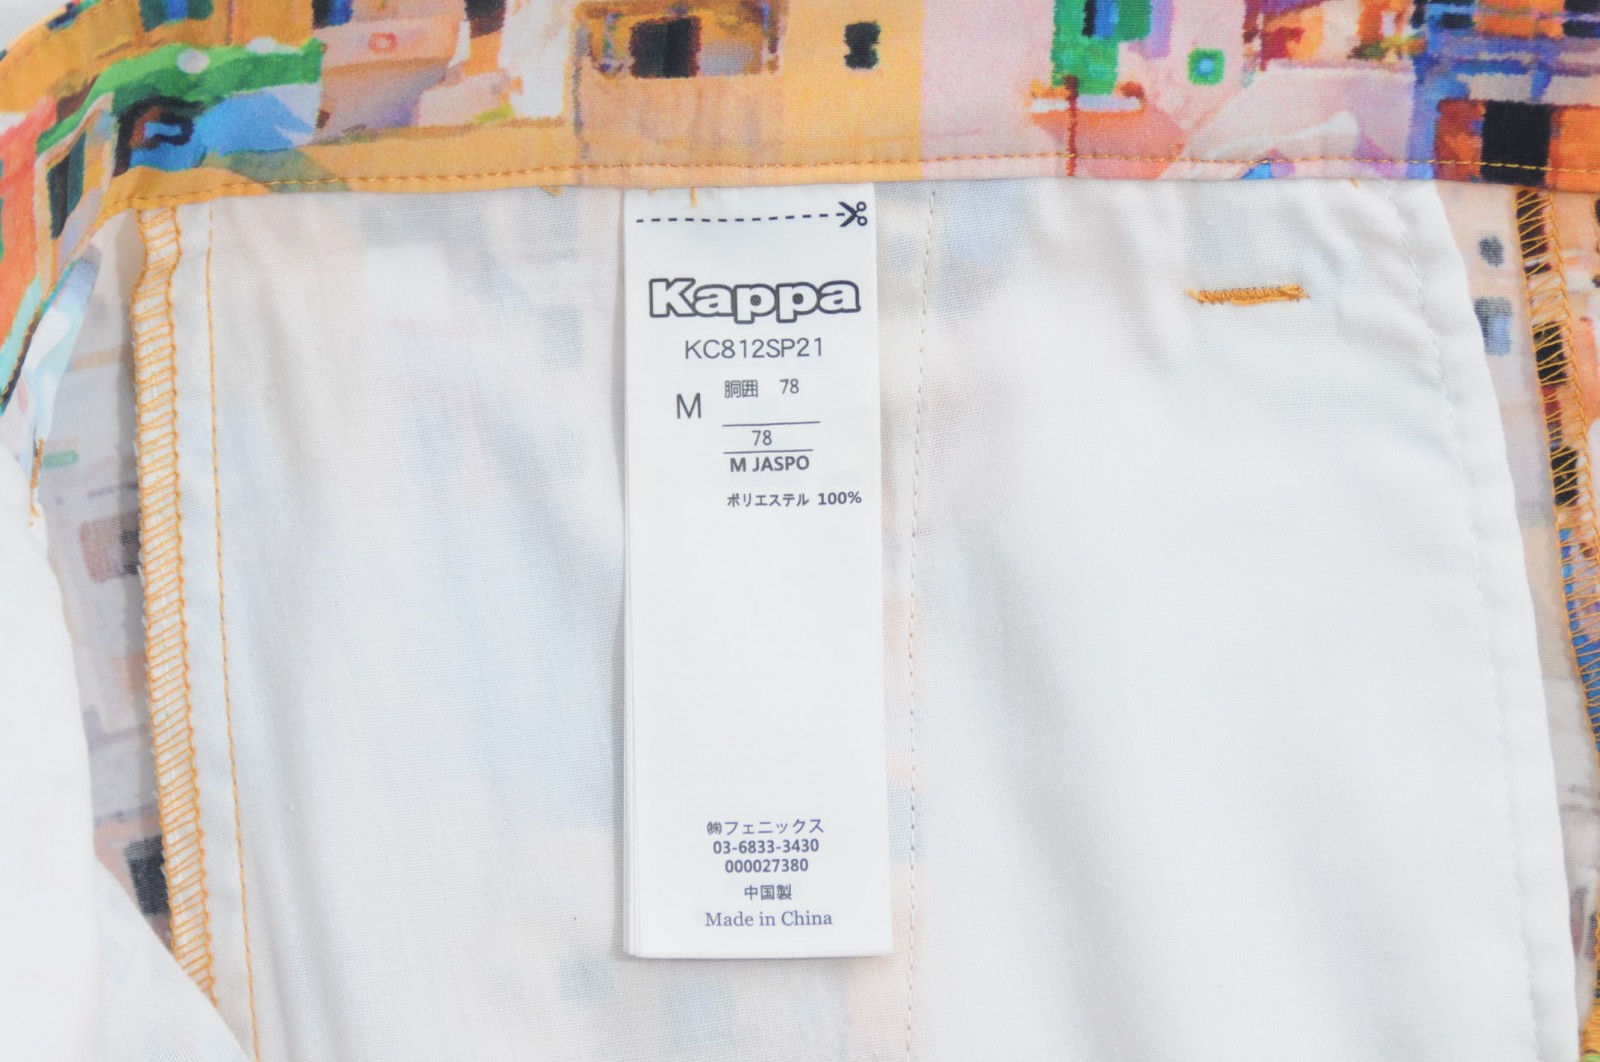 Kappa
KC812SP21
M
胴囲 78
78
M JASPO
ポリエステル 100%
㈱フェニックス
03-6833-3430
000027380
中国製
Made in China